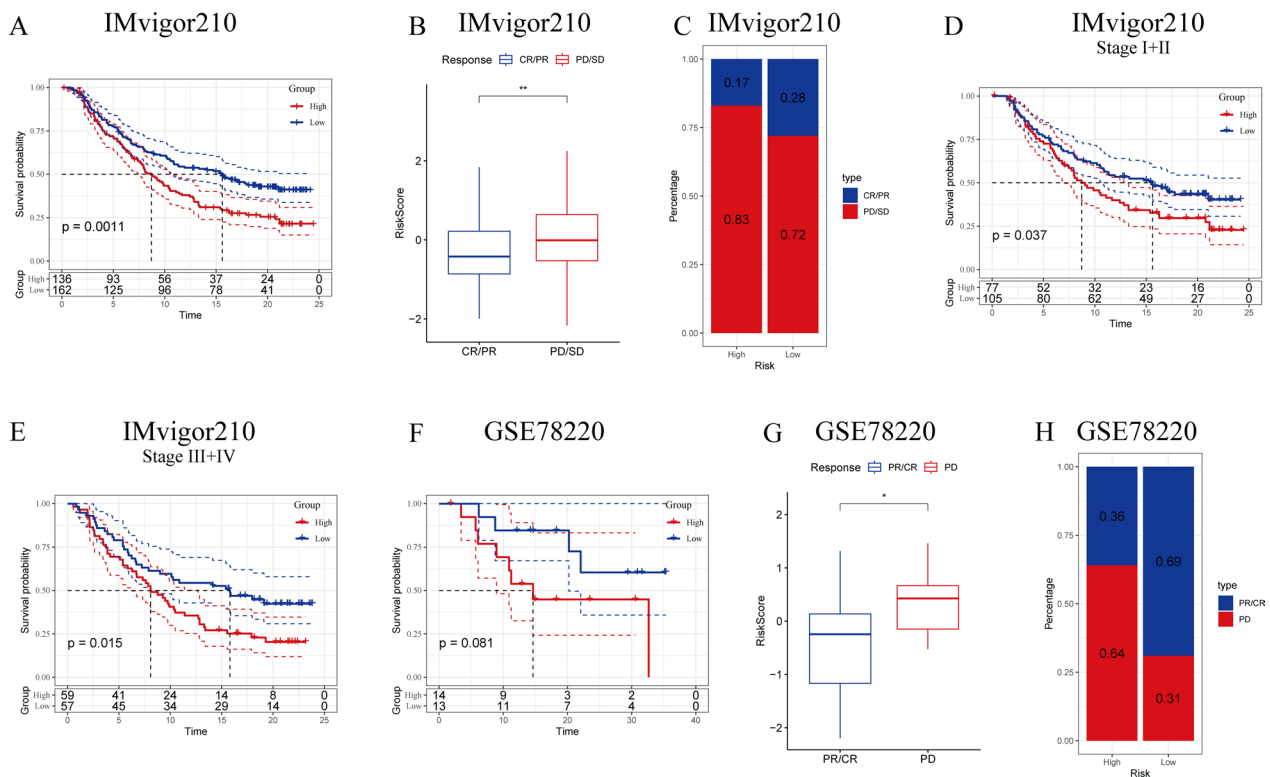 A
IMvigor210
Group
High
Low
Survival probability
1.00
0.75
0.50
0.25
0.00
p = 0.0011
Group
High 136 93 56 37 24 0
Low 162 125 96 78 41 0
0 5 10 15 20 25
Time
B
IMvigor210
Response CR/PR PD/SD
**
RiskScore
2
0
−2
CR/PR PD/SD
C
IMvigor210
Percentage
1.00
0.75
0.50
0.25
0.00
0.17
0.28
0.83
0.72
type
CR/PR
PD/SD
High Low
Risk
D
IMvigor210
Stage I+II
Group
High
Low
Survival probability
1.00
0.75
0.50
0.25
0.00
p = 0.037
Group
High 77 52 32 23 16 0
Low 105 80 62 49 27 0
0 5 10 15 20 25
Time
E
IMvigor210
Stage III+IV
Group
High
Low
Survival probability
1.00
0.75
0.50
0.25
0.00
p = 0.015
Group
High 59 41 24 14 8 0
Low 57 45 34 29 14 0
0 5 10 15 20 25
Time
F
GSE78220
Group
High
Low
Survival probability
1.00
0.75
0.50
0.25
0.00
p = 0.081
Group
High 14 9 3 2 0
Low 13 11 7 4 0
0 10 20 30 40
Time
G
GSE78220
Response PR/CR PD
*
RiskScore
2
1
0
−1
−2
PR/CR PD
H
GSE78220
Percentage
1.00
0.75
0.50
0.25
0.00
0.36
0.69
0.64
0.31
type
PR/CR
PD
High Low
Risk